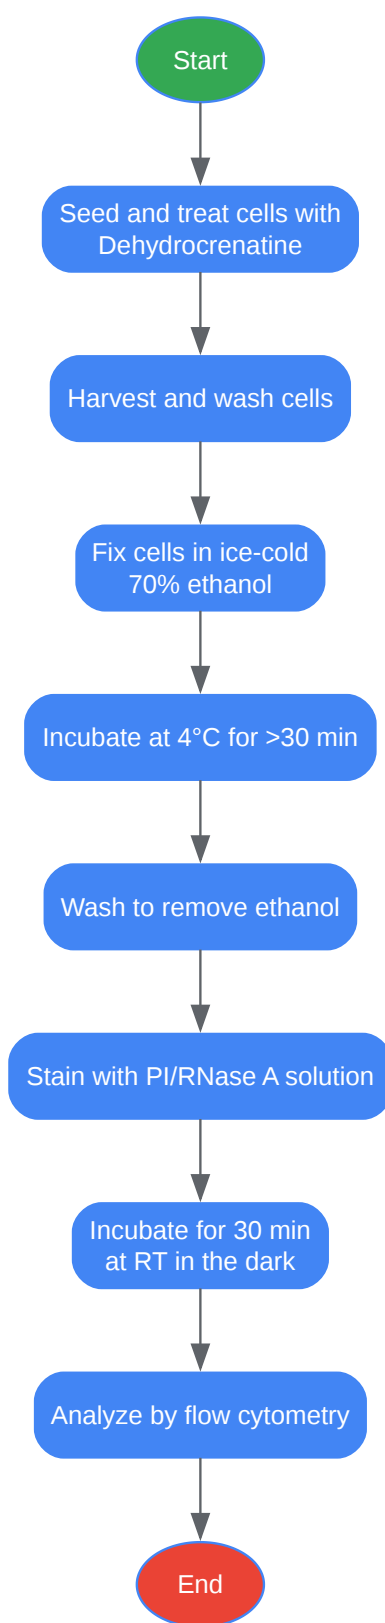 Start
Seed and treat cells with
Dehydrocrenatine
Harvest and wash cells
Fix cells in ice-cold
70% ethanol
Incubate at 4°C for >30 min
Wash to remove ethanol
Stain with PI/RNase A solution
Incubate for 30 min
at RT in the dark
Analyze by flow cytometry
End